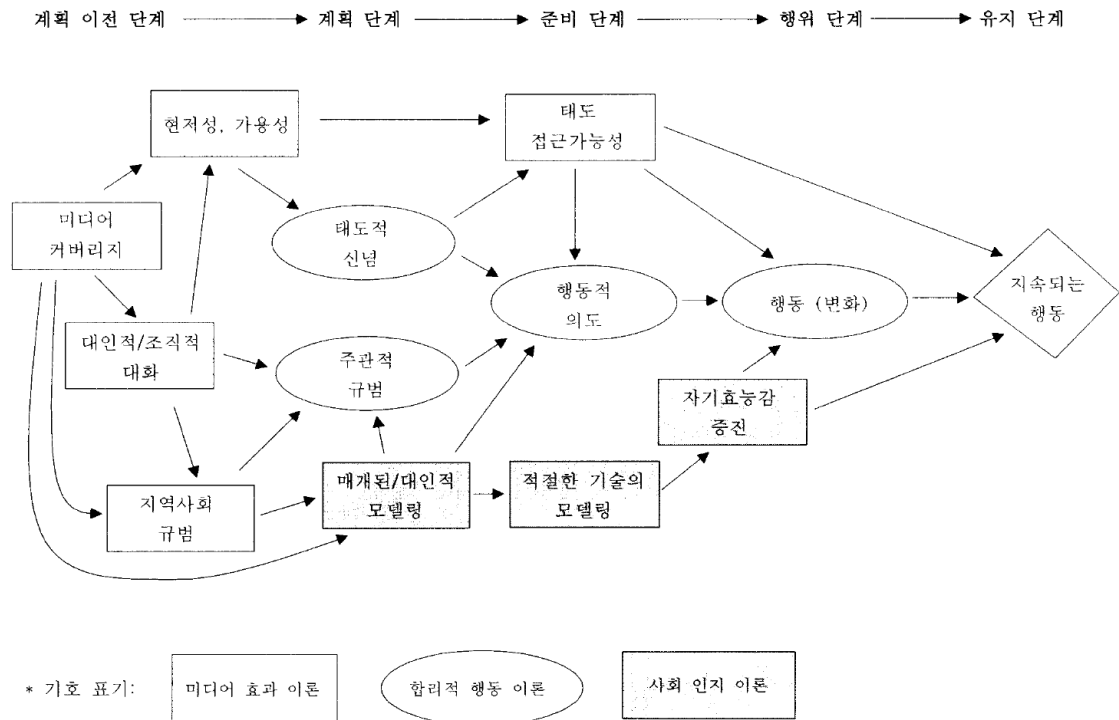 계획 이전 단계 계획 단계 준비 단계 행위 단계 유지 단계
현저성, 가용성
태도
접근가능성
미디어
커버리지
태도적
신념
행동적
의도
행동 (변화)
지속되는
행동
대인적/조직적
대화
주관적
규범
자기효능감
증진
지역사회
규범
매개된/대인적
모델링
적절한 기술의
모델링
* 기호 표기: 미디어 효과 이론 합리적 행동 이론 사회 인지 이론